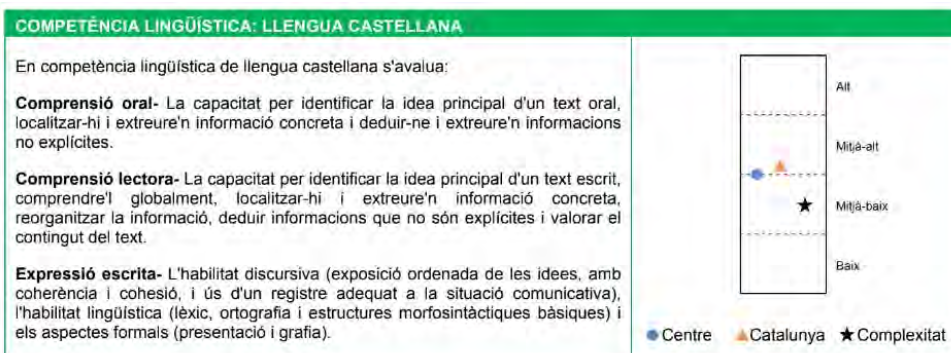 COMPETÈNCIA LINGÜÍSTICA: LLENGUA CASTELLANA
En competència lingüística de llengua castellana s'avalua:
Comprensió oral- La capacitat per identificar la idea principal d'un text oral,
localitzar-hi i extreure'n informació concreta i deduir-ne i extreure'n informacions
no explícites.
Comprensió lectora- La capacitat per identificar la idea principal d'un text escrit,
comprendre'l globalment, localitzar-hi i extreure'n informació concreta,
reorganitzar la informació, deduir informacions que no són explícites i valorar el
contingut del text.
Expressió escrita- L'habilitat discursiva (exposició ordenada de les idees, amb
coherència i cohesió, i ús d'un registre adequat a la situació comunicativa),
l'habilitat lingüística (lèxic, ortografia i estructures morfosintàctiques bàsiques) i
els aspectes formals (presentació i grafia).
Alt
Mitjà-alt
Mitjà-baix
Baix
Centre Catalunya Complexitat